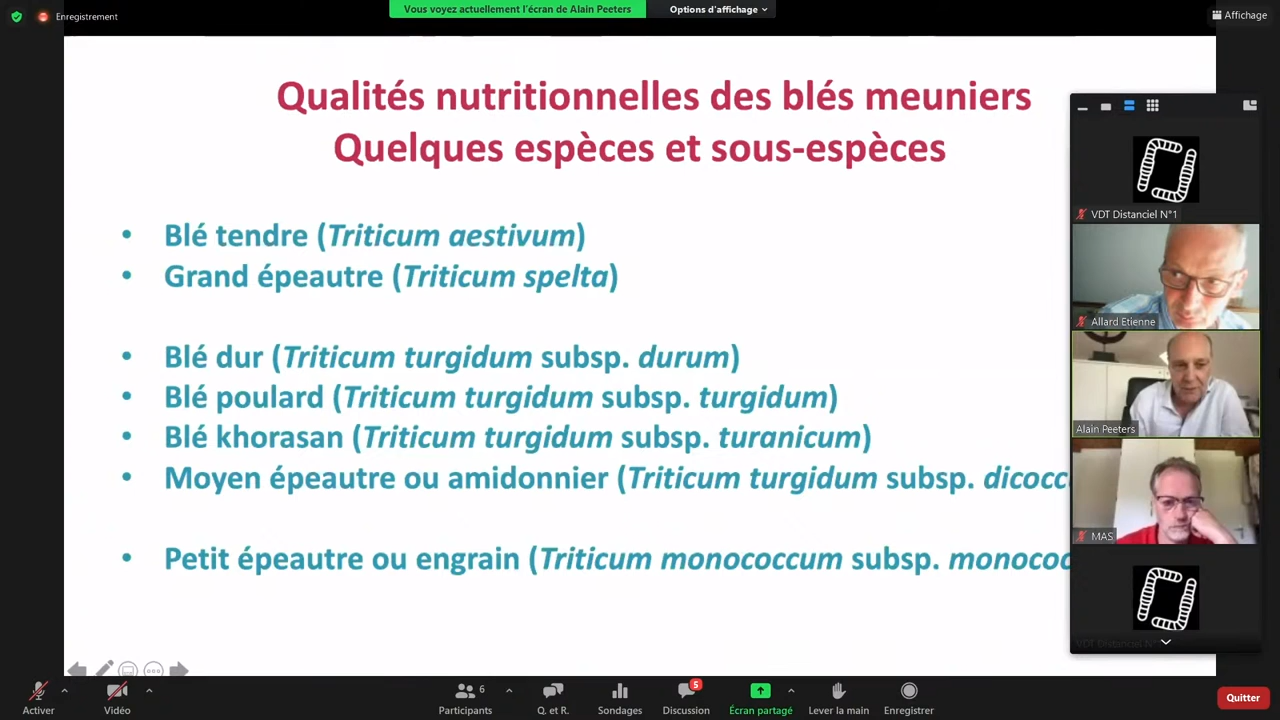 Enregistrement
Vous voyez actuellement l'écran de Alain Peeters
Options d'affichage
Affichage
Qualités nutritionnelles des blés meuniers
Quelques espèces et sous-espèces
• Blé tendre (Triticum aestivum)
• Grand épeautre (Triticum spelta)
• Blé dur (Triticum turgidum subsp. durum)
• Blé poulard (Triticum turgidum subsp. turgidum)
• Blé khorasan (Triticum turgidum subsp. turanicum)
• Moyen épeautre ou amidonnier (Triticum turgidum subsp.
• Petit épeautre ou engrain (Triticum monococcum subsp.
VDT Distanciel N°1
Allard Etienne
Alain Peeters
MAS
Activer
Vidéo
Participants 6
Q. et R.
Sondages
Discussion 5
Écran partagé
Lever la main
Enregistrer
Quitter